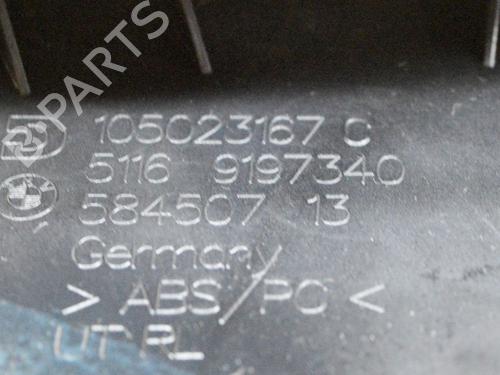 B-PARTS
105023167 C
5116 9197340
584507 13
Germany
> ABS/PC <